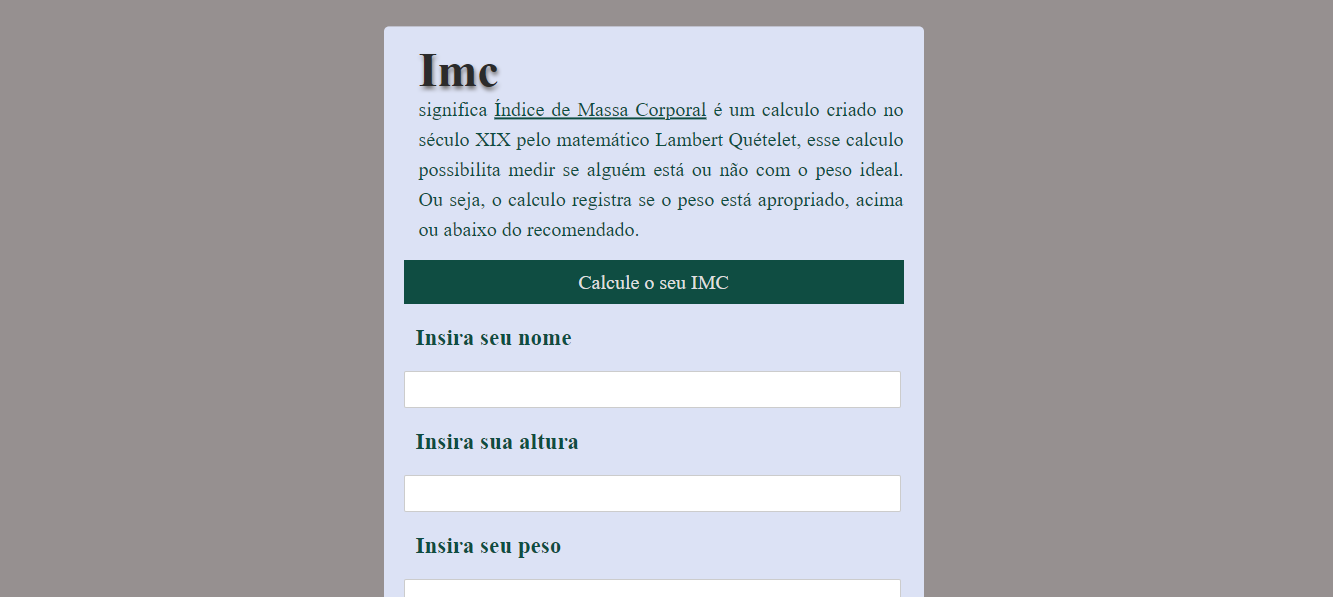 Imc
significa Índice de Massa Corporal é um calculo criado no
século XIX pelo matemático Lambert Quételet, esse calculo
possibilita medir se alguém está ou não com o peso ideal.
Ou seja, o calculo registra se o peso está apropriado, acima
ou abaixo do recomendado.
Calcule o seu IMC
Insira seu nome
Insira sua altura
Insira seu peso